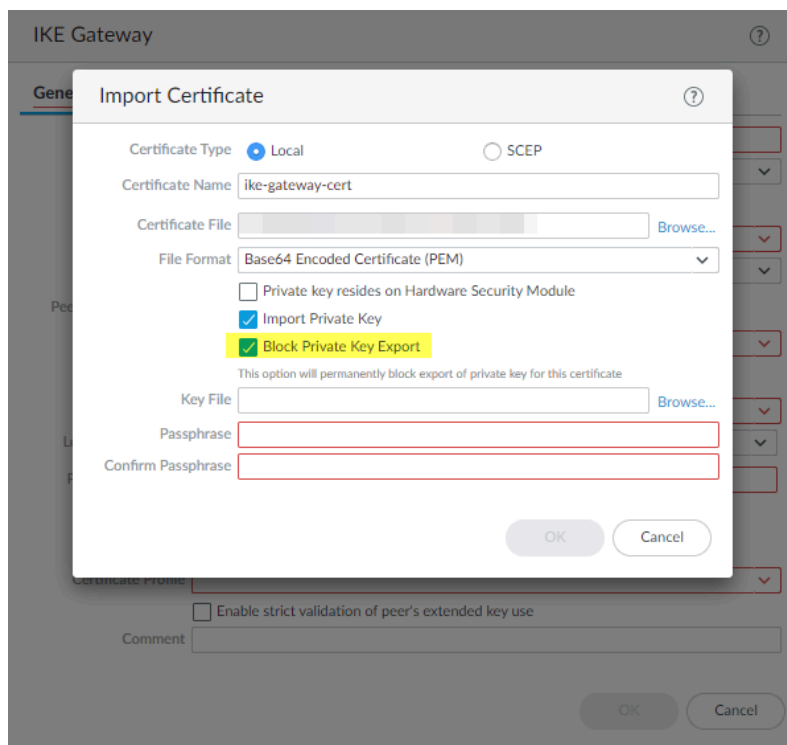 IKE Gateway
Gene
Import Certificate
Certificate Type Local SCEP
Certificate Name ike-gateway-cert
Certificate File Browse...
File Format Base64 Encoded Certificate (PEM)
Private key resides on Hardware Security Module
Import Private Key
Block Private Key Export
This option will permanently block export of private key for this certificate
Key File Browse...
Passphrase
Confirm Passphrase
OK Cancel
Certificate Profile
Enable strict validation of peer's extended key use
Comment
OK Cancel